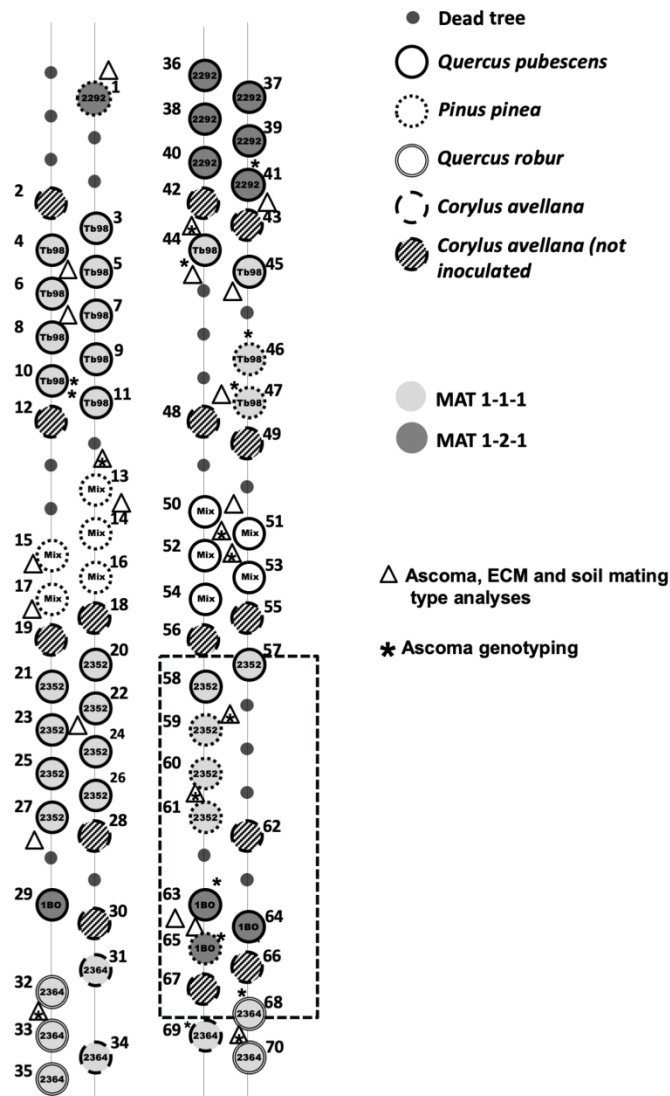 1
2292
2
3
Tb98
4
Tb98
5
Tb98
6
Tb98
7
Tb98
8
Tb98
9
Tb98
10
Tb98
*
*
11
Tb98
12
*
13
Mix
14
Mix
15
Mix
16
Mix
17
Mix
18
19
20
2352
21
2352
22
2352
23
2352
24
2352
25
2352
26
2352
27
2352
28
29
1BO
30
31
2364
32
2364
*
33
2364
34
2364
35
2364
36
2292
37
2292
38
2292
39
2292
40
2292
*
41
2292
42
43
*
44
Tb98
*
45
Tb98
*
46
Tb98
*
47
Tb98
48
49
50
Mix
51
Mix
*
52
Mix
*
53
Mix
54
Mix
55
56
57
2352
58
2352
59
2352
*
60
2352
*
61
2352
62
63
1BO
*
64
1BO
65
1BO
*
66
67
68
2364
*
69
2364
*
70
2364
*
Dead tree
Quercus pubescens
Pinus pinea
Quercus robur
Corylus avellana
Corylus avellana (not
inoculated
MAT 1-1-1
MAT 1-2-1
Ascoma, ECM and soil mating
type analyses
* Ascoma genotyping